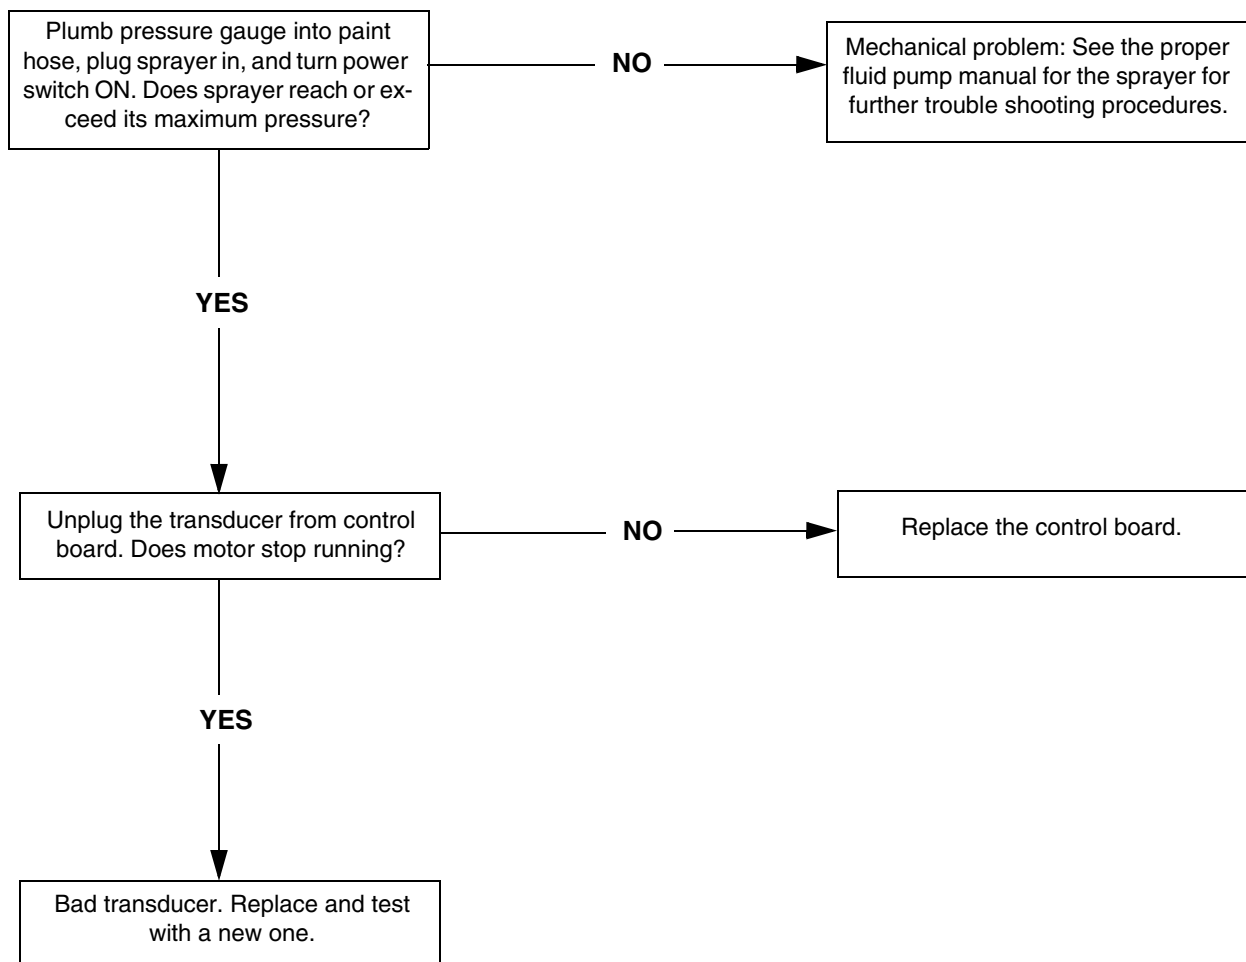 Plumb pressure gauge into paint
hose, plug sprayer in, and turn power
switch ON. Does sprayer reach or ex-
ceed its maximum pressure?
NO
Mechanical problem: See the proper
fluid pump manual for the sprayer for
further trouble shooting procedures.
YES
Unplug the transducer from control
board. Does motor stop running?
NO
Replace the control board.
YES
Bad transducer. Replace and test
with a new one.